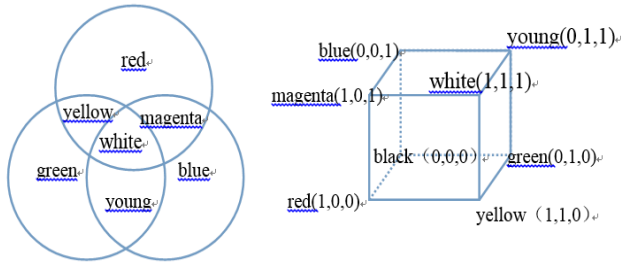 red
yellow
magenta
white
green
blue
young
blue(0,0,1)
young(0,1,1)
white(1,1,1)
magenta(1,0,1)
black（0,0,0）
green(0,1,0)
red(1,0,0)
yellow（1,1,0）